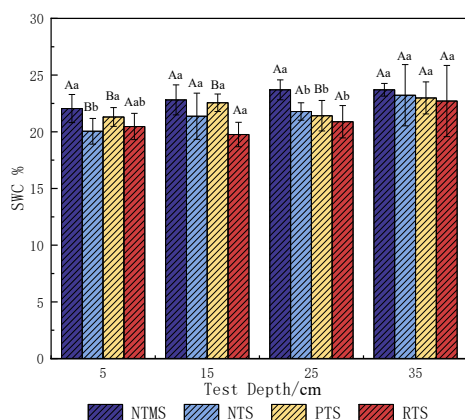 30
25
20
15
10
5
0
SWC %
Aa Bb Ba Aab
Aa Aa Ba Aa
Aa Ab Bb Ab
Aa Aa Aa Aa
5 15 25 35
Test Depth/cm
NTMS NTS PTS RTS